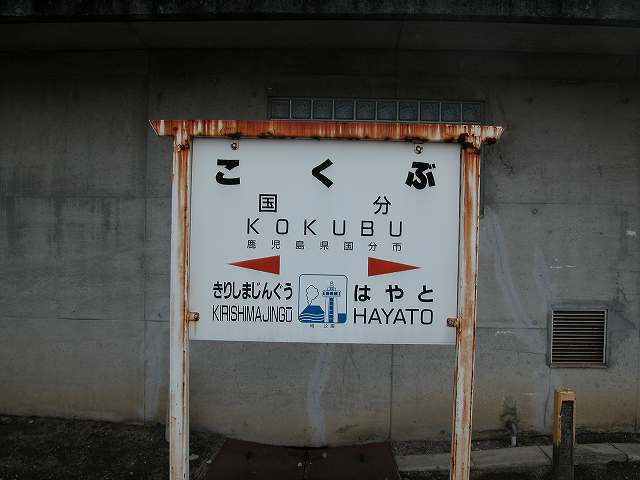 こくぶ
国分
KOKUBU
鹿児島県国分市
きりしまじんぐう はやと
KIRISHIMAJINGŪ HAYATO